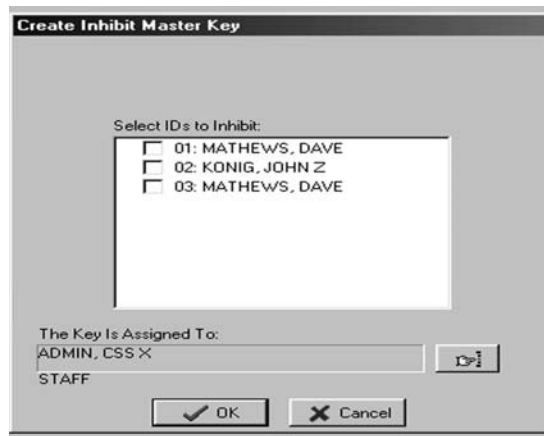 Create Inhibit Master Key
Select IDs to Inhibit:
01: MATHEWS, DAVE
02: KONIG, JOHN Z
03: MATHEWS, DAVE
The Key Is Assigned To:
ADMIN, CSS X
STAFF
OK Cancel